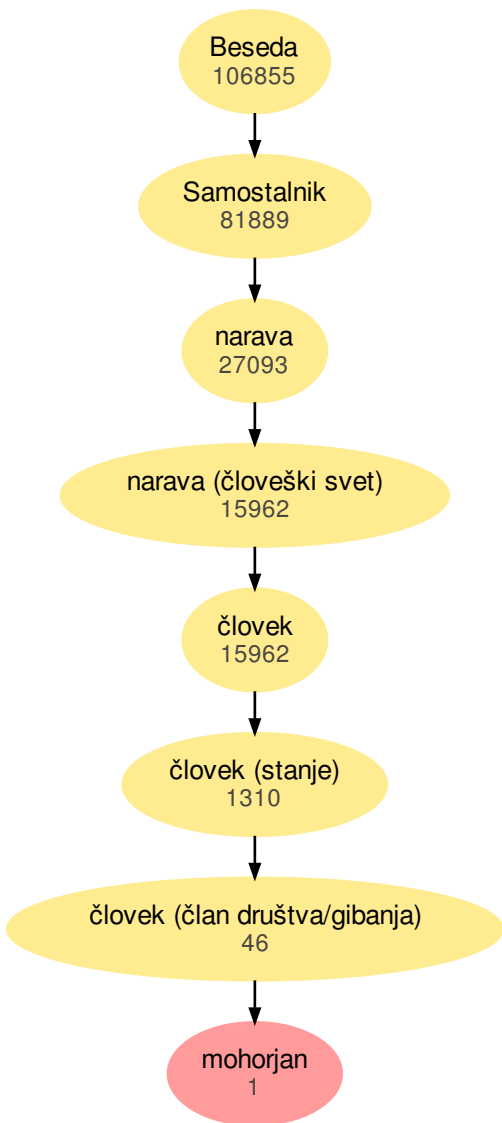 Beseda
106855
Samostalnik
81889
narava
27093
narava (človeški svet)
15962
človek
15962
človek (stanje)
1310
človek (član društva/gibanja)
46
mohorjan
1